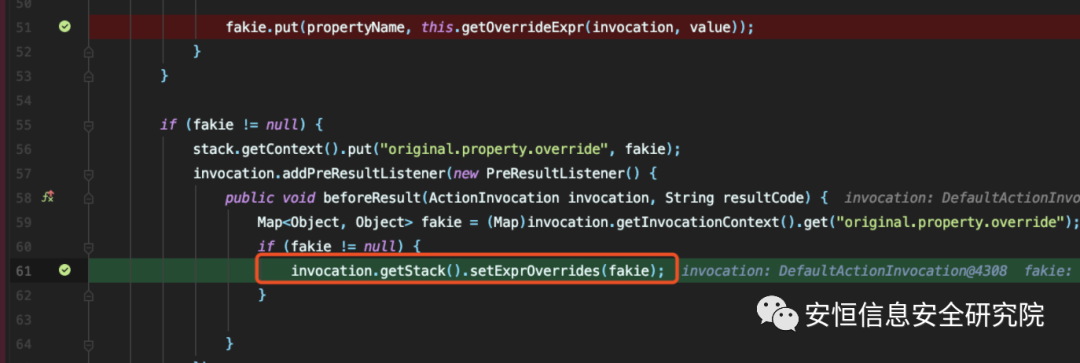 50
51 fakie.put(propertyName, this.getOverrideExpr(invocation, value));
52 }
53 }
54
55 if (fakie != null) {
56 stack.getContext().put("original.property.override", fakie);
57 invocation.addPreResultListener(new PreResultListener() {
58 public void beforeResult(ActionInvocation invocation, String resultCode) { invocation: DefaultActionInvo
59 Map<Object, Object> fakie = (Map)invocation.getInvocationContext().get("original.property.override");
60 if (fakie != null) {
61 invocation.getStack().setExprOverrides(fakie); invocation: DefaultActionInvocation@4308 fakie:
62 }
63
64 }
安恒信息安全研究院